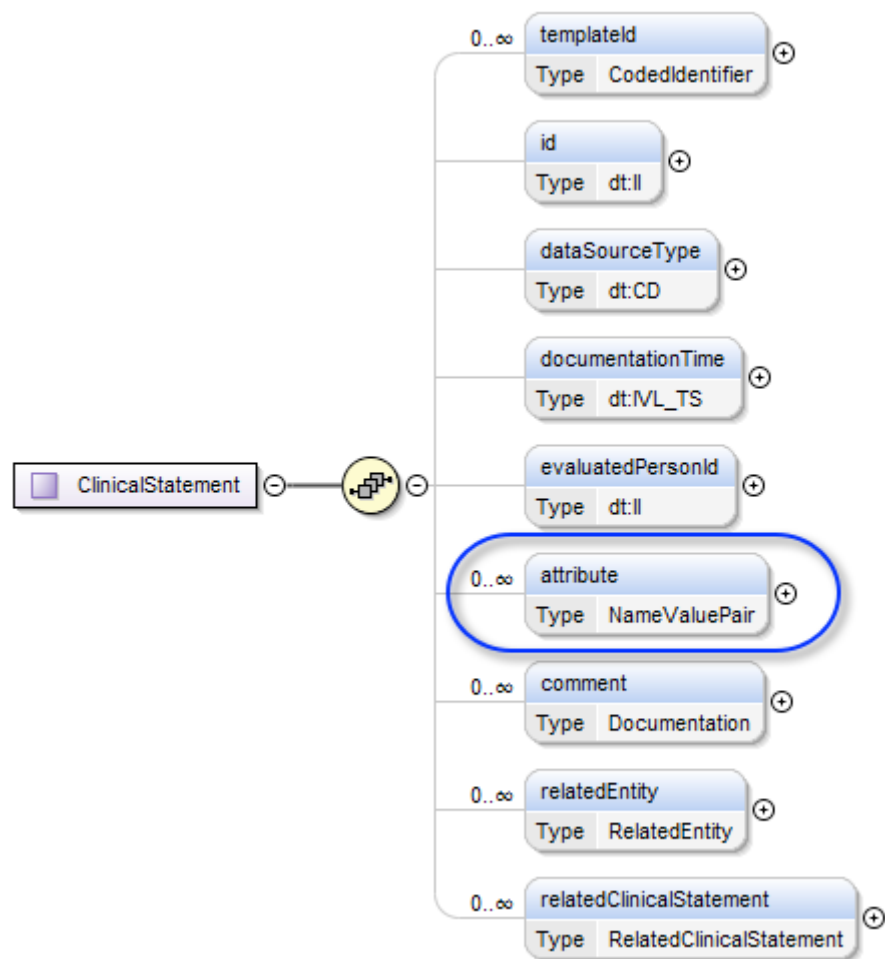 0..∞ templateId
Type CodedIdentifier
id
Type dt:II
dataSourceType
Type dt:CD
documentationTime
Type dt:IVL_TS
ClinicalStatement
evaluatedPersonId
Type dt:II
0..∞ attribute
Type NameValuePair
0..∞ comment
Type Documentation
0..∞ relatedEntity
Type RelatedEntity
0..∞ relatedClinicalStatement
Type RelatedClinicalStatement